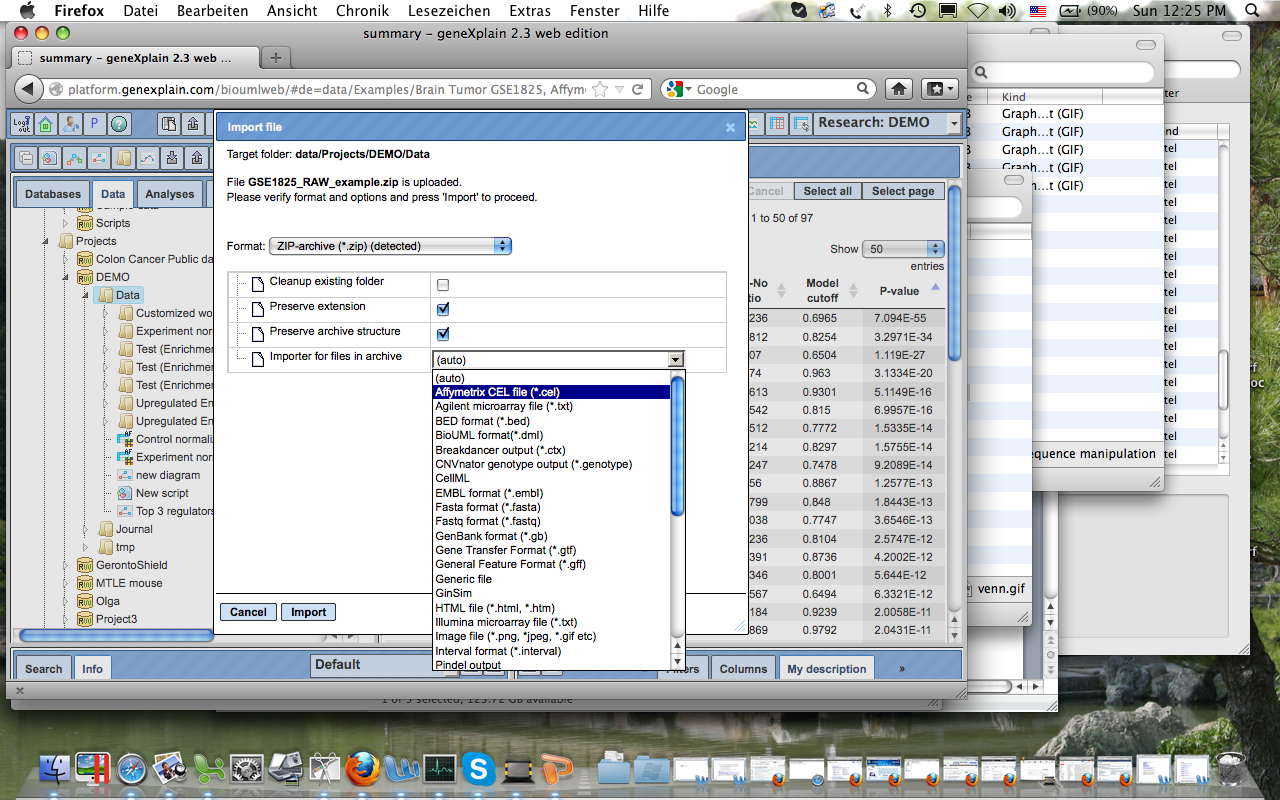 Firefox Datei Bearbeiten Ansicht Chronik Lesezeichen Extras Fenster Hilfe (90%) Sun 12:25 PM
summary – geneXplain 2.3 web edition
summary – geneXplain 2.3 web ...
platform.genexplain.com/bioumlweb/#de=data/Examples/Brain Tumor GSE1825, Affym
Google
Import file
Research: DEMO
Target folder: data/Projects/DEMO/Data
File GSE1825_RAW_example.zip is uploaded.
Please verify format and options and press 'Import' to proceed.
Format: ZIP-archive (*.zip) (detected)
Cleanup existing folder
Preserve extension
Preserve archive structure
Importer for files in archive (auto)
(auto)
Affymetrix CEL file (*.cel)
Agilent microarray file (*.txt)
BED format (*.bed)
BioUML format(*.dml)
Breakdancer output (*.ctx)
CNVnator genotype output (*.genotype)
CellML
EMBL format (*.embl)
Fasta format (*.fasta)
Fastq format (*.fastq)
GenBank format (*.gb)
Gene Transfer Format (*.gtf)
General Feature Format (*.gff)
Generic file
GinSim
HTML file (*.html, *.htm)
Illumina microarray file (*.txt)
Image file (*.png, *jpeg, *.gif etc)
Interval format (*.interval)
Pindel output
Cancel Import
Databases Data Analyses
Scripts
Projects
Colon Cancer Public da
DEMO
Data
Customized wo
Experiment nor
Test (Enrichme
Test (Enrichme
Test (Enrichme
Upregulated En
Upregulated En
Control normali
Experiment nor
new diagram
New script
Top 3 regulators
Journal
tmp
GerontoShield
MTLE mouse
Olga
Project3
Search Info
Default
Cancel Select all Select page
1 to 50 of 97
Show 50
entries
-No Model P-value
tio cutoff
236 0.6965 7.094E-55
812 0.8254 3.2971E-34
07 0.6504 1.119E-27
74 0.963 3.1334E-20
613 0.9301 5.1149E-16
542 0.815 6.9957E-16
512 0.7772 1.5335E-14
214 0.8297 1.5755E-14
247 0.7478 9.2089E-14
56 0.8867 1.2577E-13
799 0.848 1.8443E-13
038 0.7747 3.6546E-13
236 0.8104 2.5747E-12
391 0.8736 4.2002E-12
346 0.8001 5.644E-12
567 0.6494 6.3321E-12
184 0.9239 2.0058E-11
869 0.9792 2.0431E-11
Filters Columns My description »
Kind
Graph...t (GIF)
Graph...t (GIF)
Graph...t (GIF)
Graph...t (GIF)
Graph...t (GIF)
equence manipulation
venn.gif
1 of 5 selected, 123.72 GB available